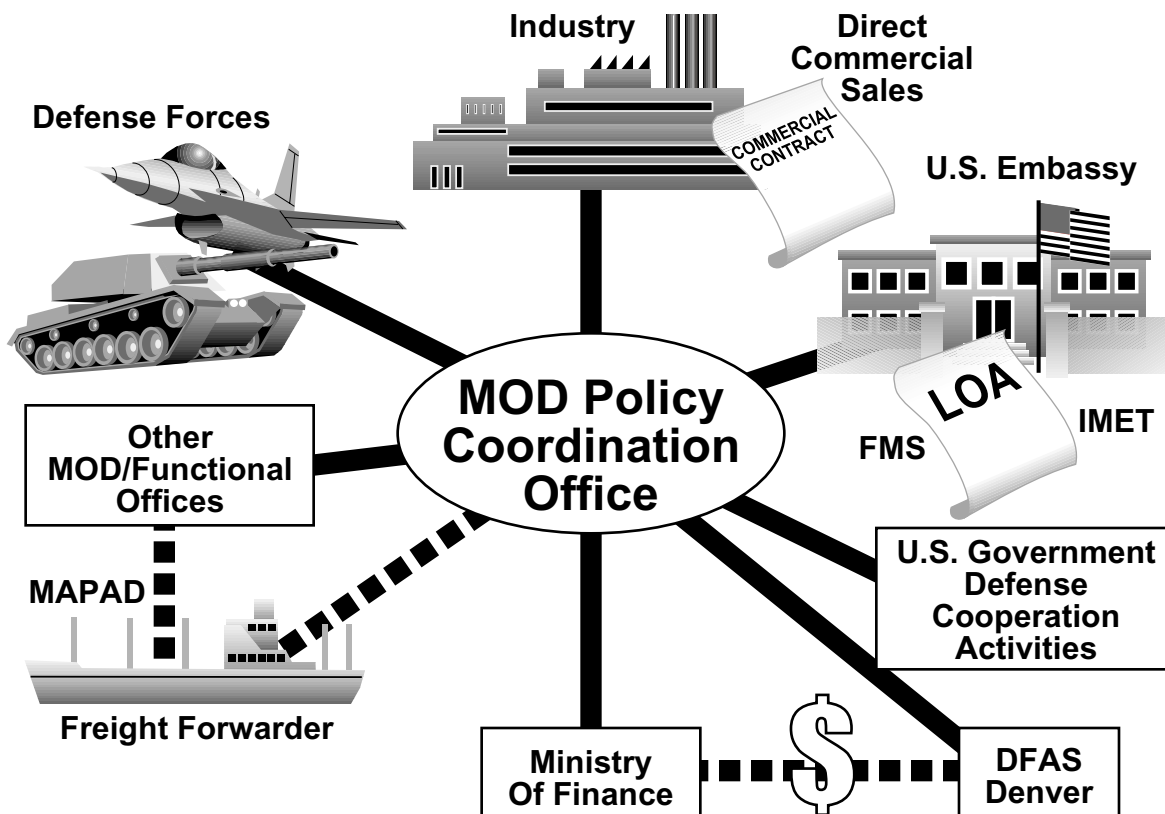 Industry
Direct
Commercial
Sales
COMMERCIAL
CONTRACT
Defense Forces
U.S. Embassy
LOA
FMS
IMET
MOD Policy
Coordination
Office
Other
MOD/Functional
Offices
MAPAD
Freight Forwarder
U.S. Government
Defense
Cooperation
Activities
Ministry
Of Finance
$
DFAS
Denver